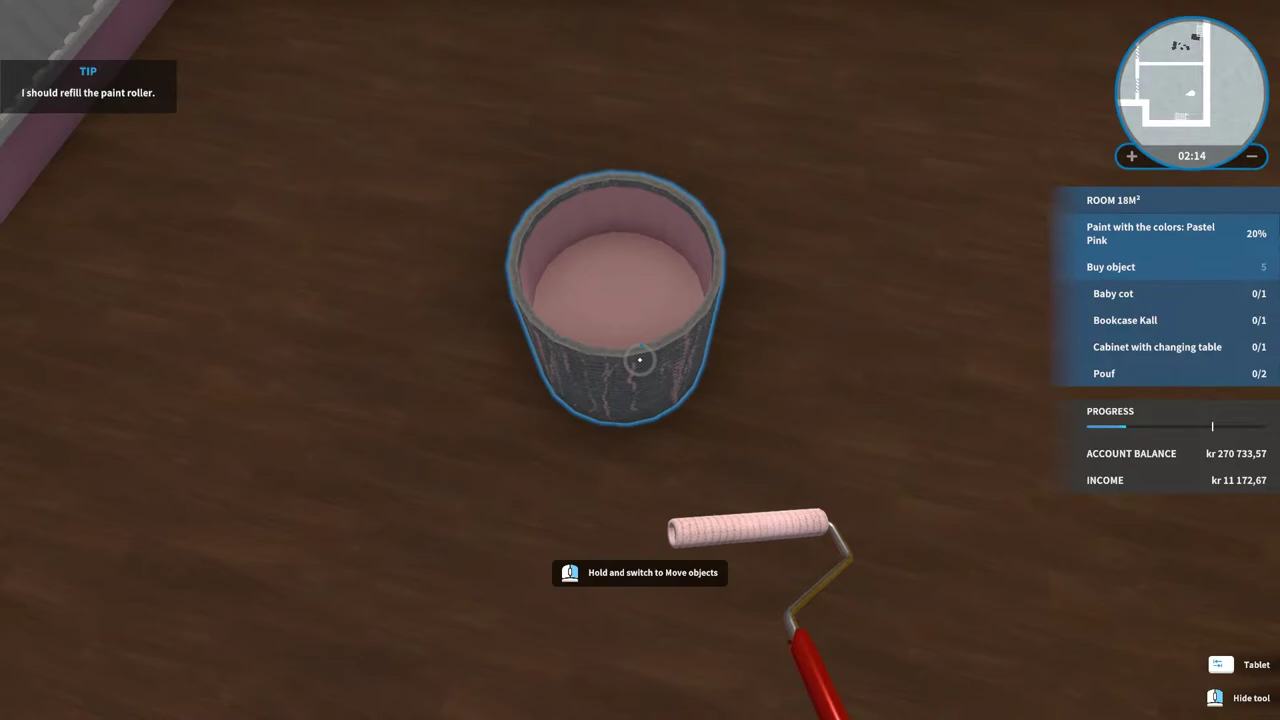 TIP
I should refill the paint roller.
02:14
ROOM 18M²
Paint with the colors: Pastel
Pink
20%
Buy object 5
Baby cot 0/1
Bookcase Kall 0/1
Cabinet with changing table 0/1
Pouf 0/2
PROGRESS
ACCOUNT BALANCE kr 270 733,57
INCOME kr 11 172,67
Hold and switch to Move objects
Tablet
Hide tool